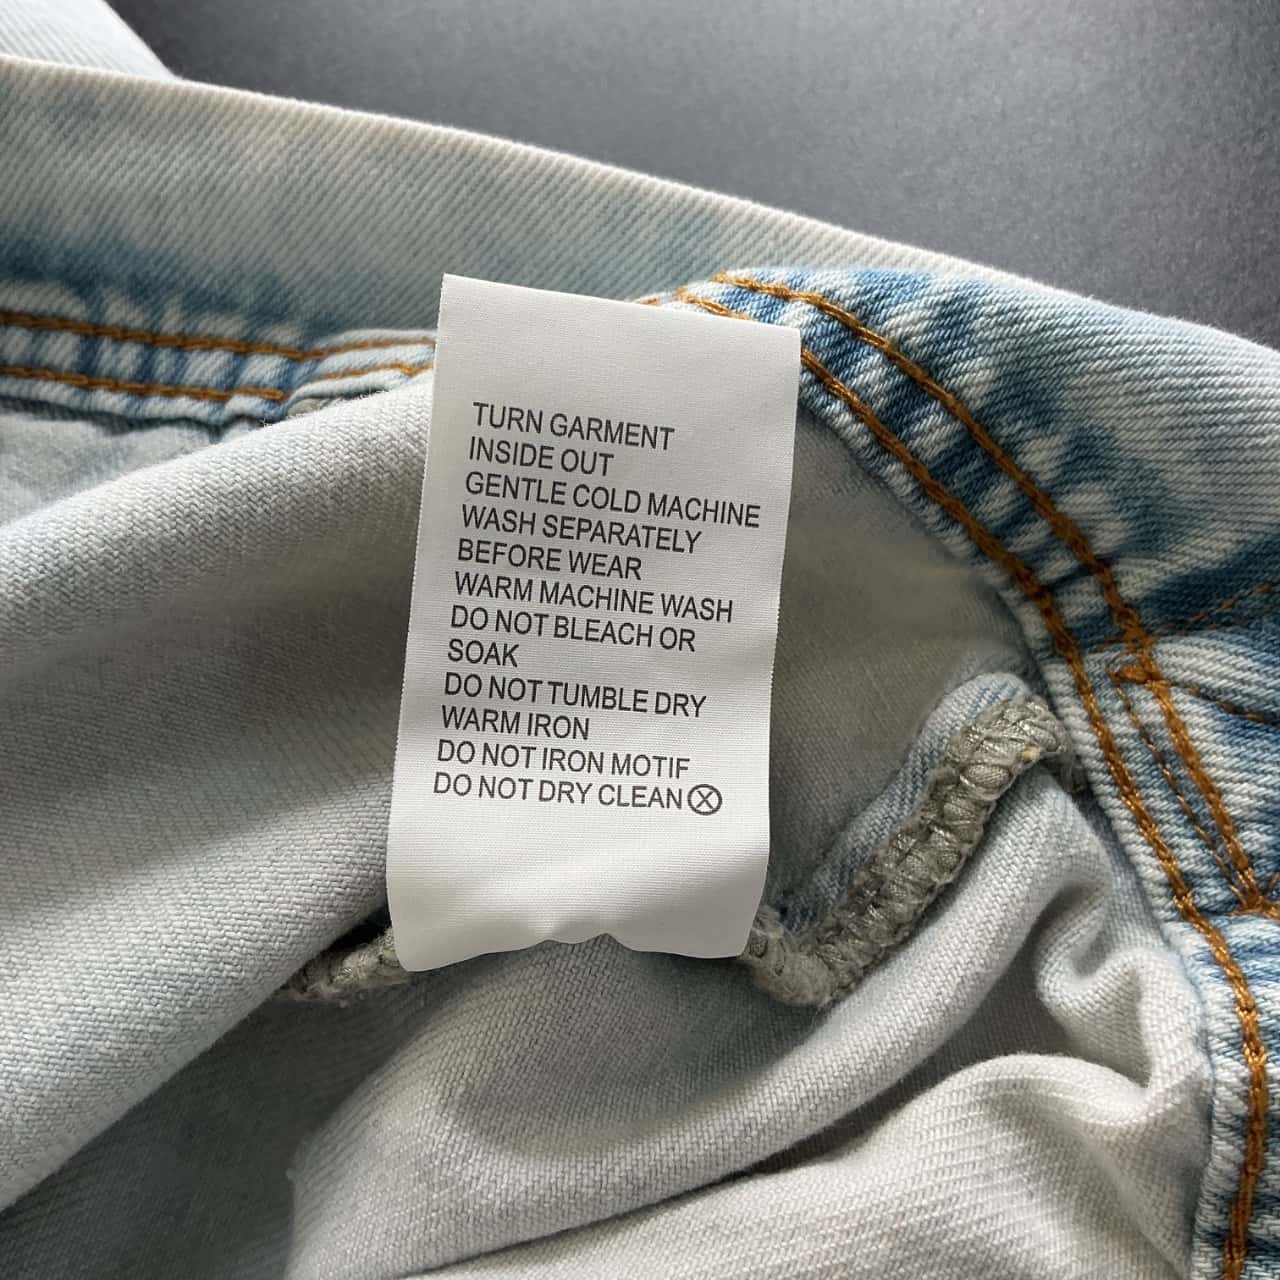 TURN GARMENT
INSIDE OUT
GENTLE COLD MACHINE
WASH SEPARATELY
BEFORE WEAR
WARM MACHINE WASH
DO NOT BLEACH OR
SOAK
DO NOT TUMBLE DRY
WARM IRON
DO NOT IRON MOTIF
DO NOT DRY CLEAN